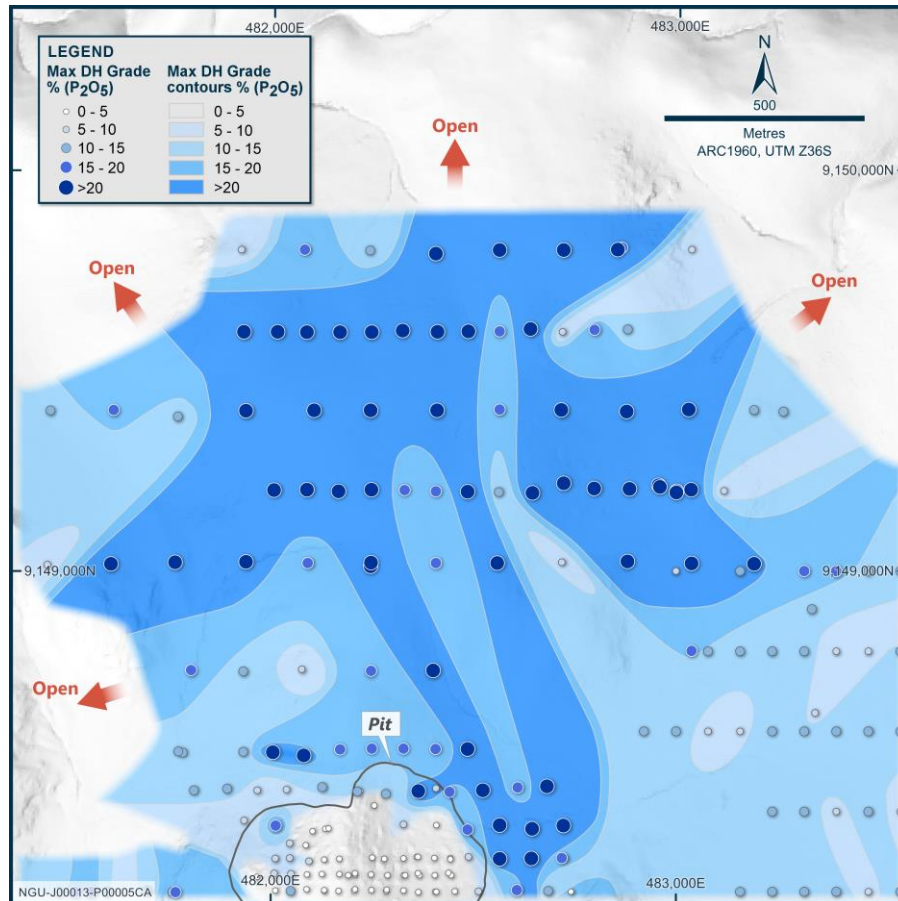 482,000E
483,000E
LEGEND
Max DH Grade % (P₂O₅)
0 - 5
5 - 10
10 - 15
15 - 20
>20
Max DH Grade contours % (P₂O₅)
0 - 5
5 - 10
10 - 15
15 - 20
>20
N
500
Metres
ARC1960, UTM Z36S
Open
9,150,000N
Open
Open
9,149,000N
9,149,000N
Open
Pit
482,000E
483,000E
NGU-J00013-P00005CA